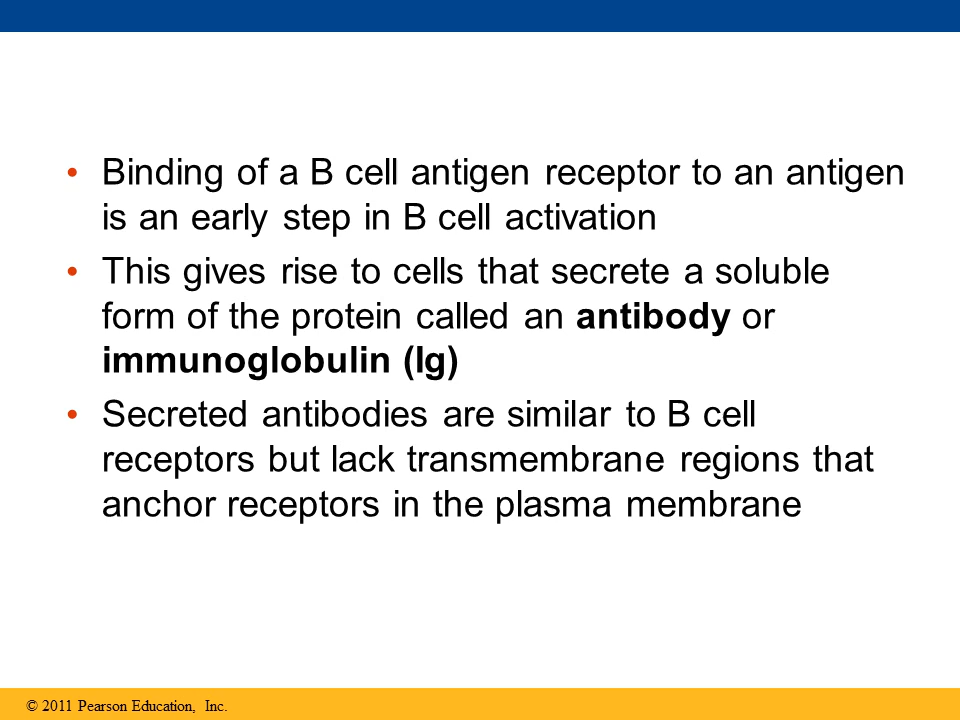 • Binding of a B cell antigen receptor to an antigen
is an early step in B cell activation
• This gives rise to cells that secrete a soluble
form of the protein called an antibody or
immunoglobulin (Ig)
• Secreted antibodies are similar to B cell
receptors but lack transmembrane regions that
anchor receptors in the plasma membrane
© 2011 Pearson Education, Inc.